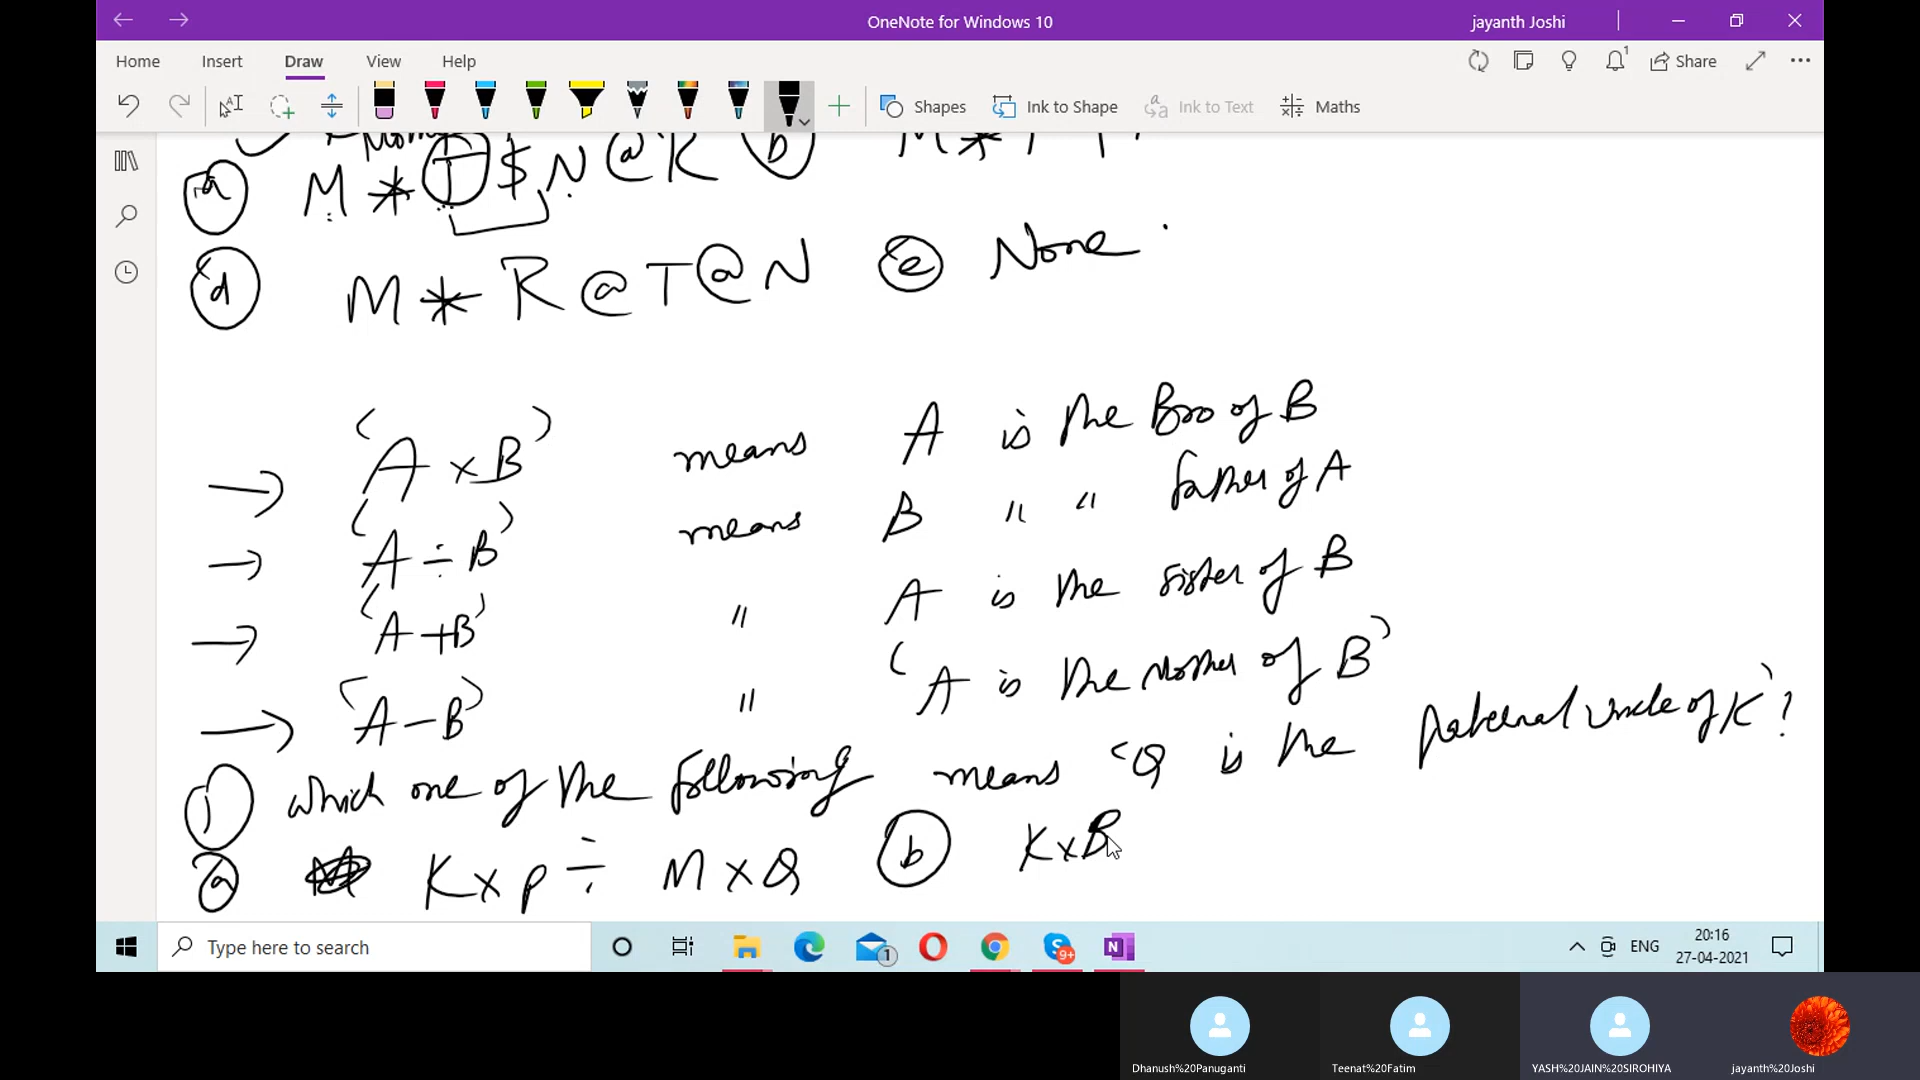 OneNote for Windows 10
jayanth Joshi
Home Insert Draw View Help
Share
Shapes Ink to Shape Ink to Text Maths
(a) M * T $ N @ K (b)
(d) M * R @ T @ N (e) None
→ 'A × B' means A is the Bro of B
→ 'A ÷ B' means B " " father of A
→ 'A + B' " A is the sister of B
→ 'A − B' " 'A is the Mother of B'
(1) which one of the following means 'Q is the paternal uncle of K'?
(a) K × P ÷ M × Q (b) K × B
Type here to search
1
9+
ENG
20:16
27-04-2021
Dhanush%20Panuganti
Teenat%20Fatim
YASH%20JAIN%20SIROHIYA
jayanth%20Joshi